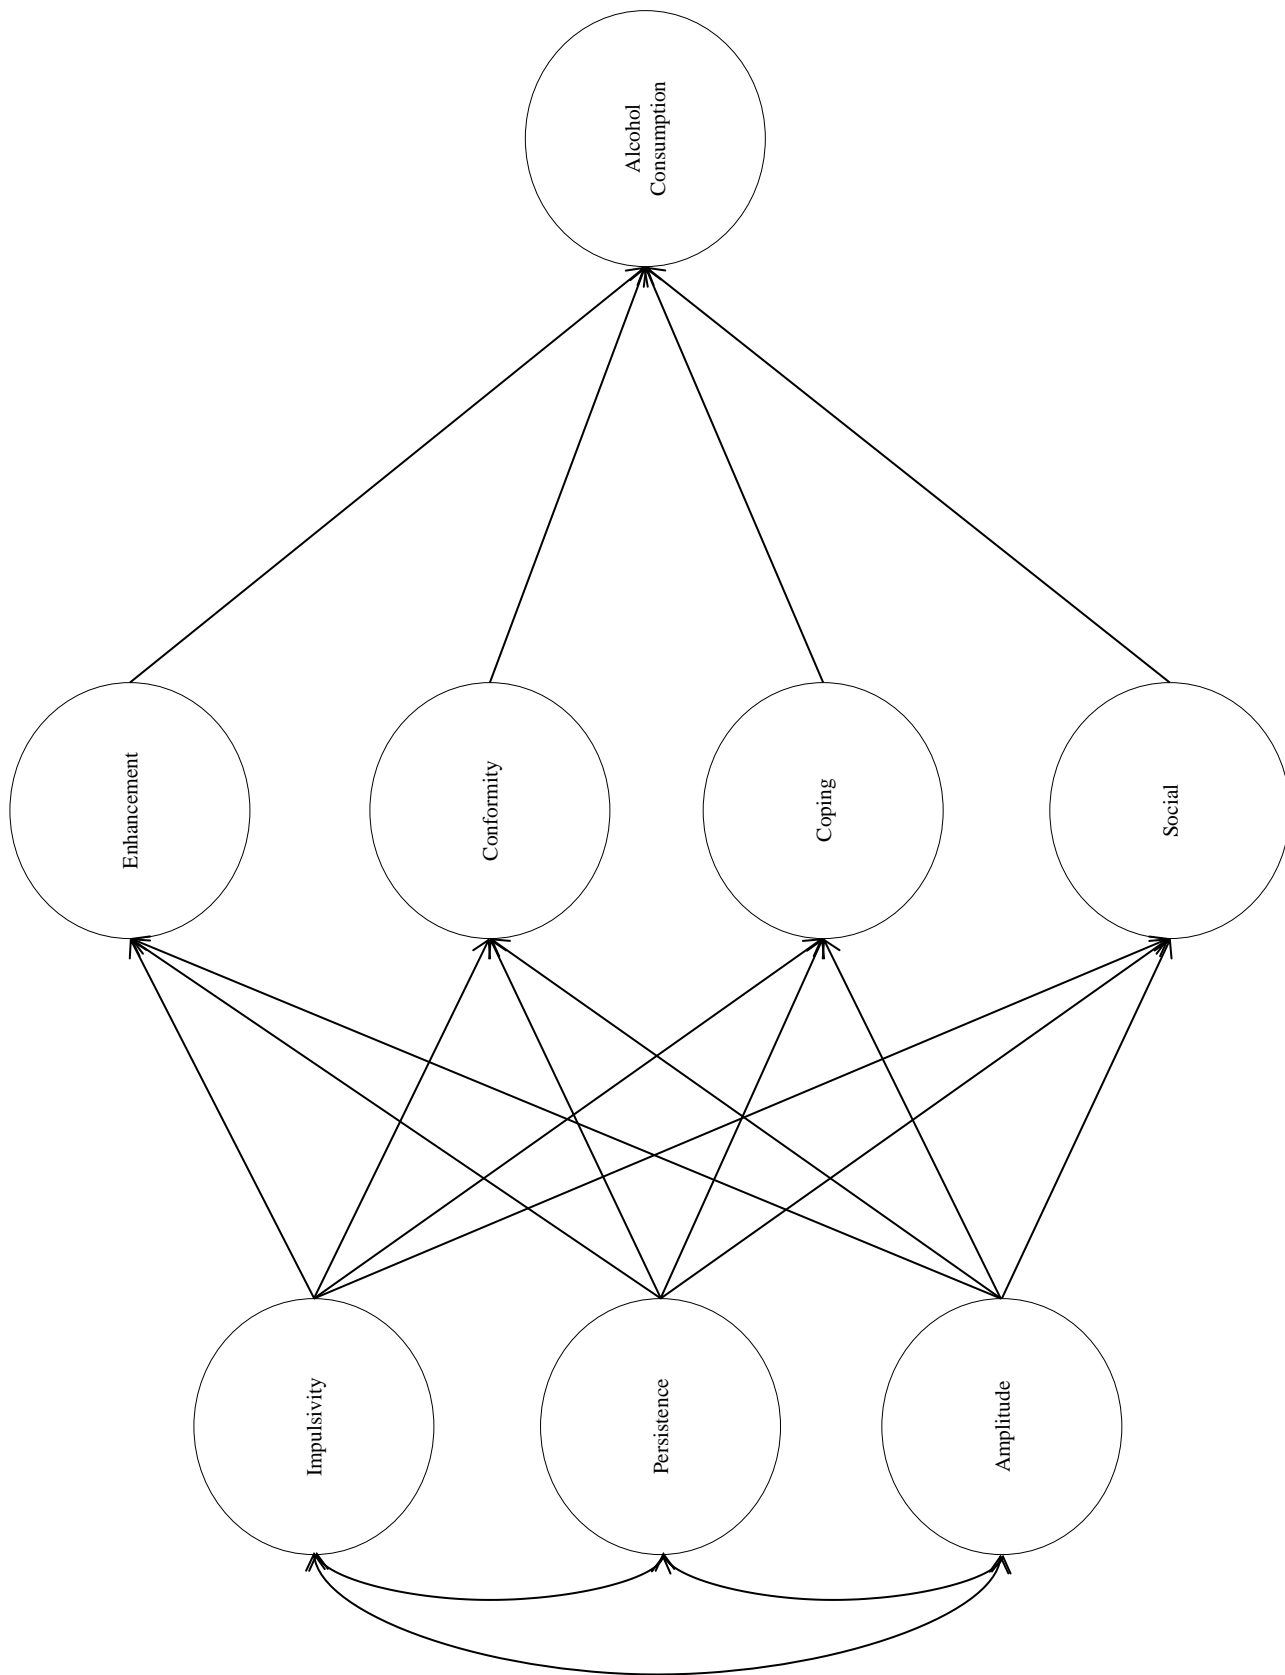 Impulsivity
Persistence
Amplitude
Enhancement
Conformity
Coping
Social
Alcohol
Consumption